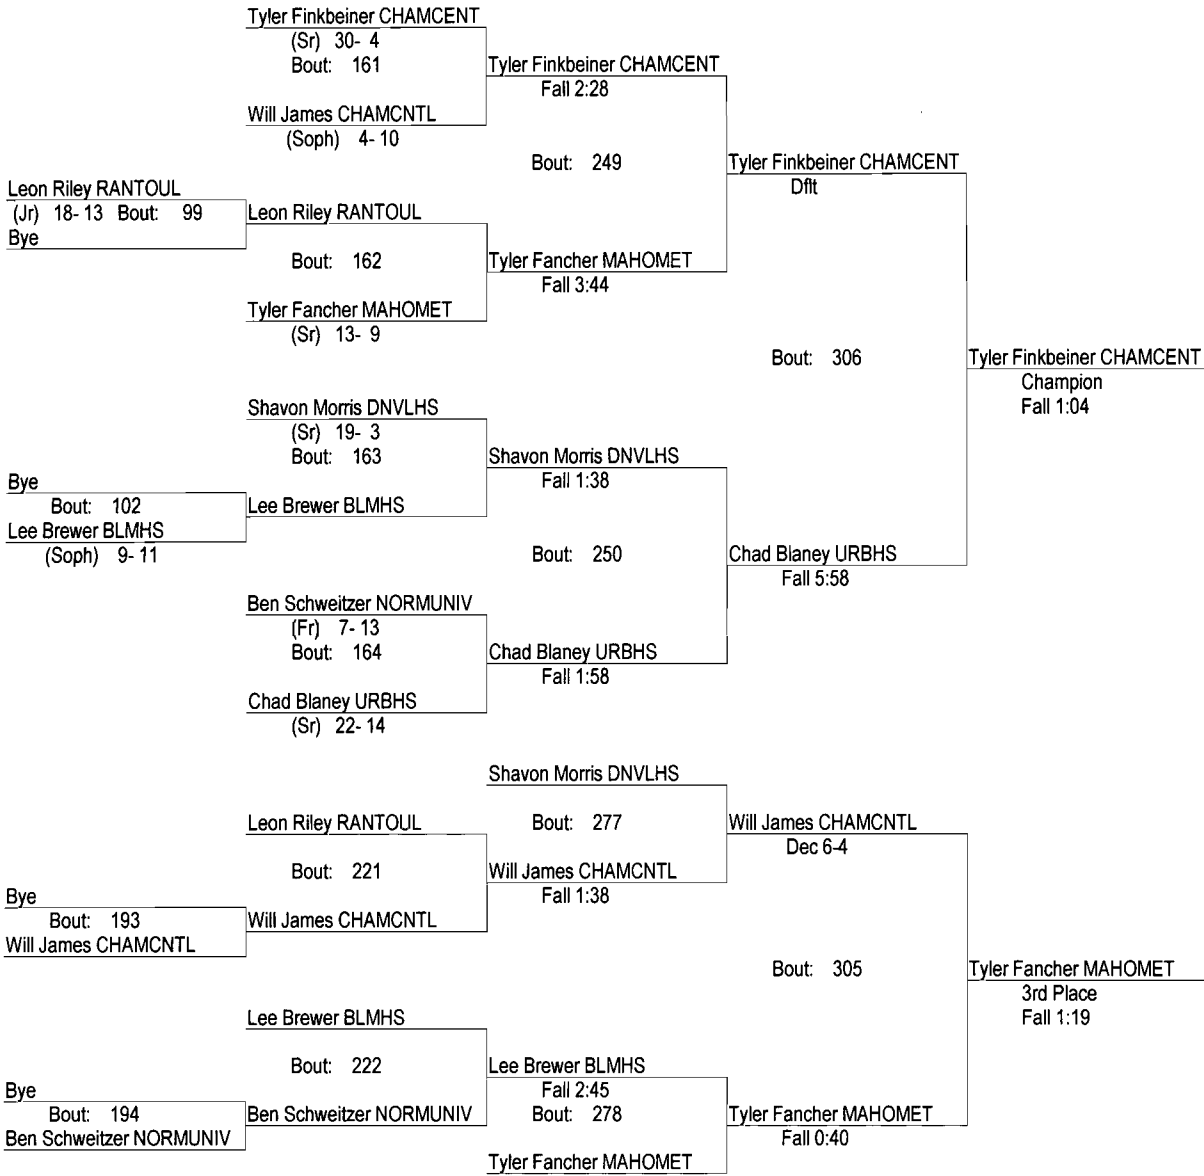 Tyler Finkbeiner CHAMCENT
(Sr) 30- 4
Bout: 161
Tyler Finkbeiner CHAMCENT
Fall 2:28
Will James CHAMCNTL
(Soph) 4- 10
Bout: 249
Tyler Finkbeiner CHAMCENT
Dflt
Leon Riley RANTOUL
(Jr) 18- 13 Bout: 99
Bye
Leon Riley RANTOUL
Bout: 162
Tyler Fancher MAHOMET
Fall 3:44
Tyler Fancher MAHOMET
(Sr) 13- 9
Bout: 306
Tyler Finkbeiner CHAMCENT
Champion
Fall 1:04
Shavon Morris DNVLHS
(Sr) 19- 3
Bout: 163
Shavon Morris DNVLHS
Fall 1:38
Bye
Bout: 102
Lee Brewer BLMHS
(Soph) 9- 11
Lee Brewer BLMHS
Bout: 250
Chad Blaney URBHS
Fall 5:58
Ben Schweitzer NORMUNIV
(Fr) 7- 13
Bout: 164
Chad Blaney URBHS
Fall 1:58
Chad Blaney URBHS
(Sr) 22- 14
Shavon Morris DNVLHS
Leon Riley RANTOUL
Bout: 277
Will James CHAMCNTL
Dec 6-4
Bout: 221
Will James CHAMCNTL
Fall 1:38
Bye
Bout: 193
Will James CHAMCNTL
Will James CHAMCNTL
Bout: 305
Tyler Fancher MAHOMET
3rd Place
Fall 1:19
Lee Brewer BLMHS
Bout: 222
Lee Brewer BLMHS
Fall 2:45
Bye
Bout: 194
Ben Schweitzer NORMUNIV
Ben Schweitzer NORMUNIV
Bout: 278
Tyler Fancher MAHOMET
Fall 0:40
Tyler Fancher MAHOMET